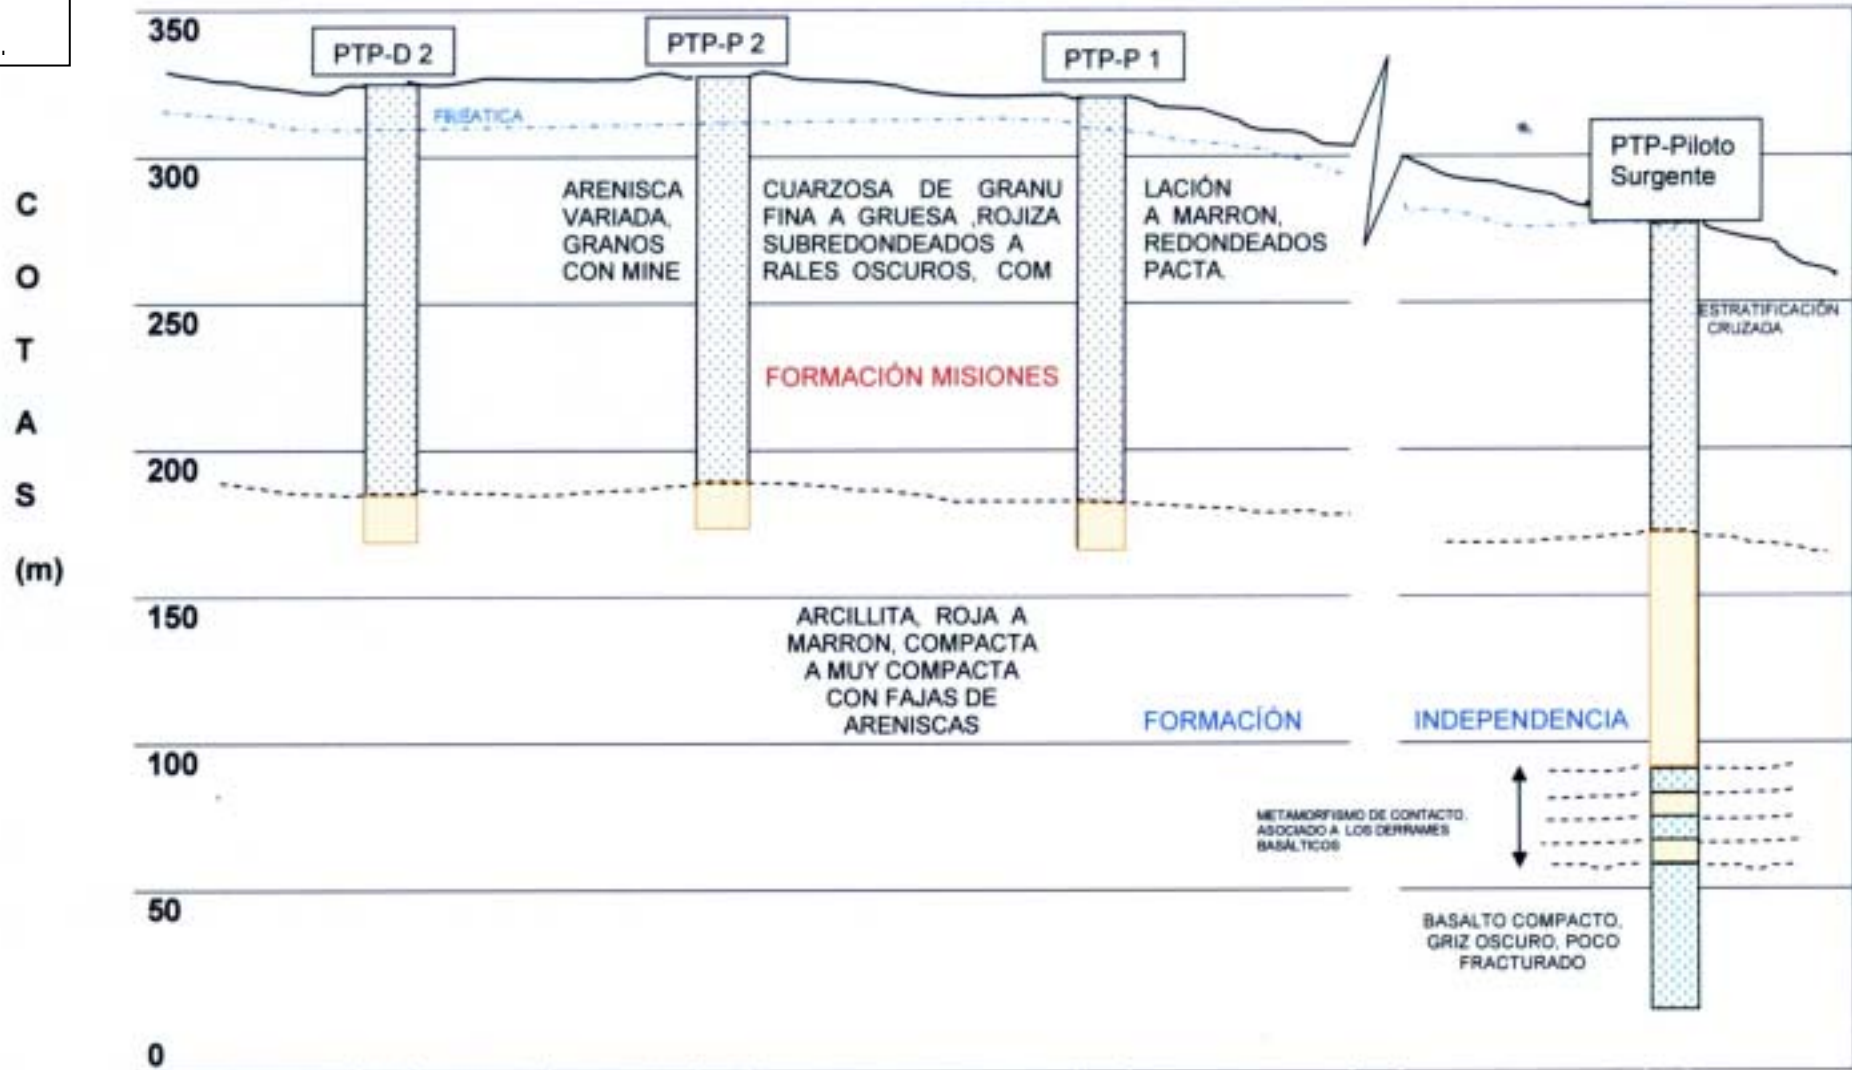 350
PTP-D 2
PTP-P 2
PTP-P 1
PTP-Piloto
Surgente
FREÁTICA
300
ARENISCA CUARZOSA DE GRANU LACIÓN
VARIADA, FINA A GRUESA ,ROJIZA A MARRON,
GRANOS SUBREDONDEADOS A REDONDEADOS
CON MINE RALES OSCUROS, COM PACTA.
C
O
T
A
S
(m)
250
ESTRATIFICACIÓN
CRUZADA
FORMACIÓN MISIONES
200
150
ARCILLITA, ROJA A
MARRON, COMPACTA
A MUY COMPACTA
CON FAJAS DE
ARENISCAS
FORMACÍÓN INDEPENDENCIA
100
METAMORFISMO DE CONTACTO.
ASOCIADO A LOS DERRAMES
BASÁLTICOS
50
BASALTO COMPACTO,
GRIZ OSCURO, POCO
FRACTURADO
0